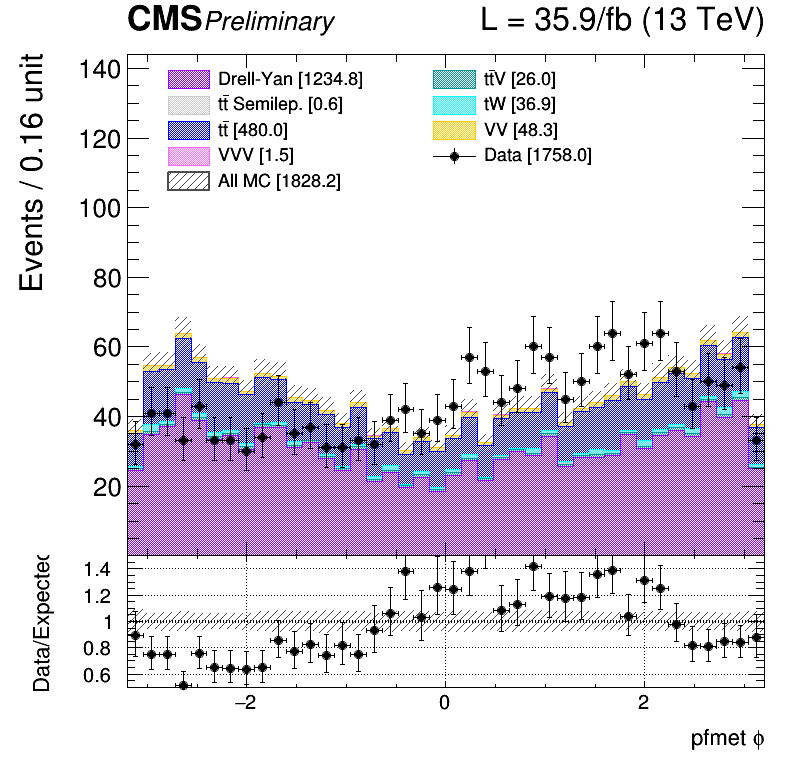 CMS Preliminary L = 35.9/fb (13 TeV)
Events / 0.16 unit
140
120
100
80
60
40
20
Drell-Yan [1234.8]
tt̄ Semilep. [0.6]
tt̄ [480.0]
VVV [1.5]
All MC [1828.2]
tt̄V [26.0]
tW [36.9]
VV [48.3]
Data [1758.0]
Data/Expected
1.4
1.2
1
0.8
0.6
−2 0 2
pfmet ϕ